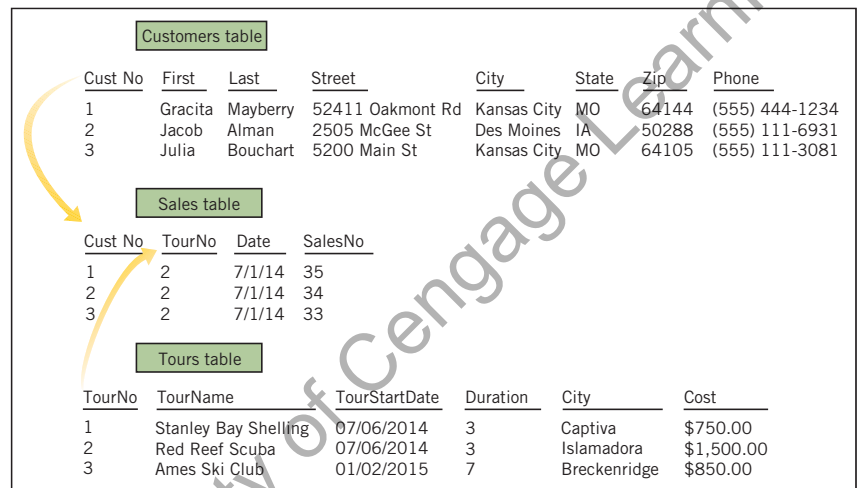 Customers table
Cust No First Last Street City State Zip Phone
1 Gracita Mayberry 52411 Oakmont Rd Kansas City MO 64144 (555) 444-1234
2 Jacob Alman 2505 McGee St Des Moines IA 50288 (555) 111-6931
3 Julia Bouchart 5200 Main St Kansas City MO 64105 (555) 111-3081
Sales table
Cust No TourNo Date SalesNo
1 2 7/1/14 35
2 2 7/1/14 34
3 2 7/1/14 33
Tours table
TourNo TourName TourStartDate Duration City Cost
1 Stanley Bay Shelling 07/06/2014 3 Captiva $750.00
2 Red Reef Scuba 07/06/2014 3 Islamadora $1,500.00
3 Ames Ski Club 01/02/2015 7 Breckenridge $850.00
of Cengage